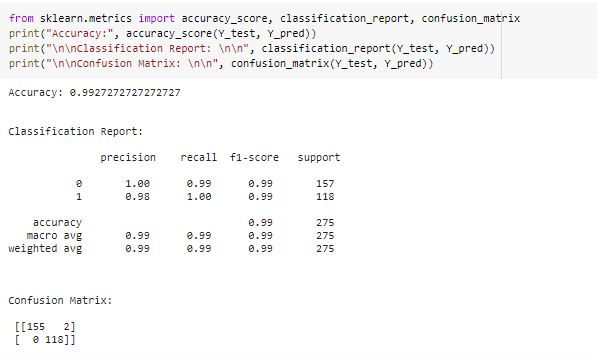 from sklearn.metrics import accuracy_score, classification_report, confusion_matrix
print("Accuracy:", accuracy_score(Y_test, Y_pred))
print("\n\nClassification Report: \n\n", classification_report(Y_test, Y_pred))
print("\n\nConfusion Matrix: \n\n", confusion_matrix(Y_test, Y_pred))
Accuracy: 0.9927272727272727
Classification Report:
precision recall f1-score support
0 1.00 0.99 0.99 157
1 0.98 1.00 0.99 118
accuracy 0.99 275
macro avg 0.99 0.99 0.99 275
weighted avg 0.99 0.99 0.99 275
Confusion Matrix:
[[155 2]
[ 0 118]]